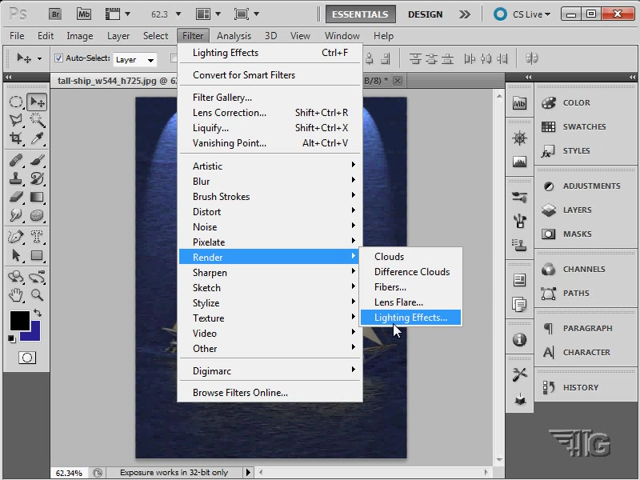 Ps Br Mb 62.3 ESSENTIALS DESIGN CS Live
File Edit Image Layer Select Filter Analysis 3D View Window Help
Auto-Select: Layer
tall-ship_w544_h725.jpg @ 62 B/8) *
Lighting Effects Ctrl+F
Convert for Smart Filters
Filter Gallery...
Lens Correction... Shift+Ctrl+R
Liquify... Shift+Ctrl+X
Vanishing Point... Alt+Ctrl+V
Artistic
Blur
Brush Strokes
Distort
Noise
Pixelate
Render
Sharpen
Sketch
Stylize
Texture
Video
Other
Digimarc
Browse Filters Online...
Clouds
Difference Clouds
Fibers...
Lens Flare...
Lighting Effects...
Mb
COLOR
SWATCHES
STYLES
ADJUSTMENTS
LAYERS
MASKS
CHANNELS
PATHS
PARAGRAPH
CHARACTER
HISTORY
62.34% Exposure works in 32-bit only